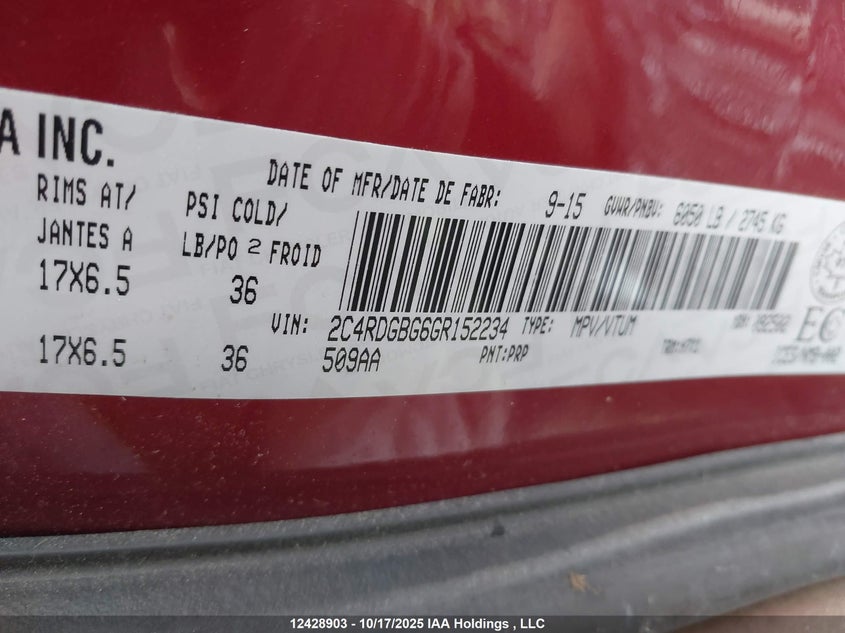 A INC.
DATE OF MFR/DATE DE FABR: 9-15 GVWR/PNBV: 6050 LB / 2745 KG
RIMS AT/ PSI COLD/
JANTES A LB/PO 2 FROID
17X6.5 36
VIN: 2C4RDGBG6GR152234 TYPE: MPV/VTUM
17X6.5 36 509AA PNT:PRP
EC
12428903 - 10/17/2025 IAA Holdings , LLC